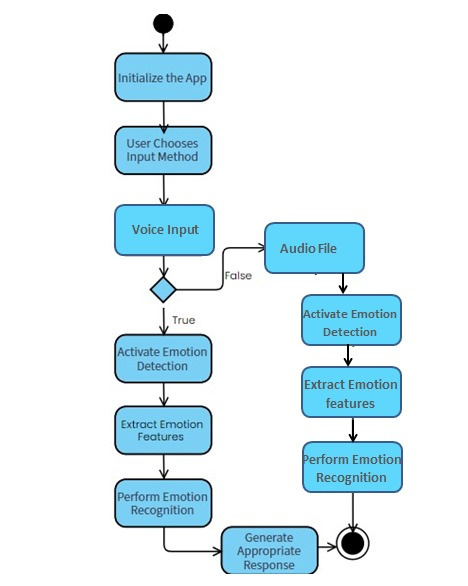 Initialize the App
User Chooses
Input Method
Voice Input
Audio File
False
True
Activate Emotion
Detection
Extract Emotion
Features
Perform Emotion
Recognition
Generate
Appropriate
Response
Activate Emotion
Detection
Extract Emotion
features
Perform Emotion
Recognition